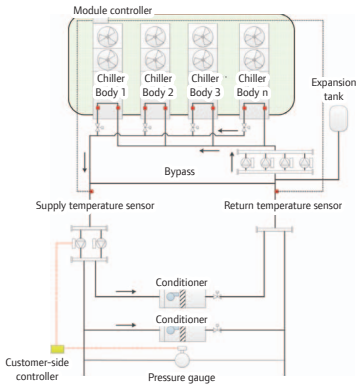 Module controller
Chiller Body 1
Chiller Body 2
Chiller Body 3
Chiller Body n
Expansion tank
Bypass
Supply temperature sensor
Return temperature sensor
Conditioner
Conditioner
Customer-side controller
Pressure gauge